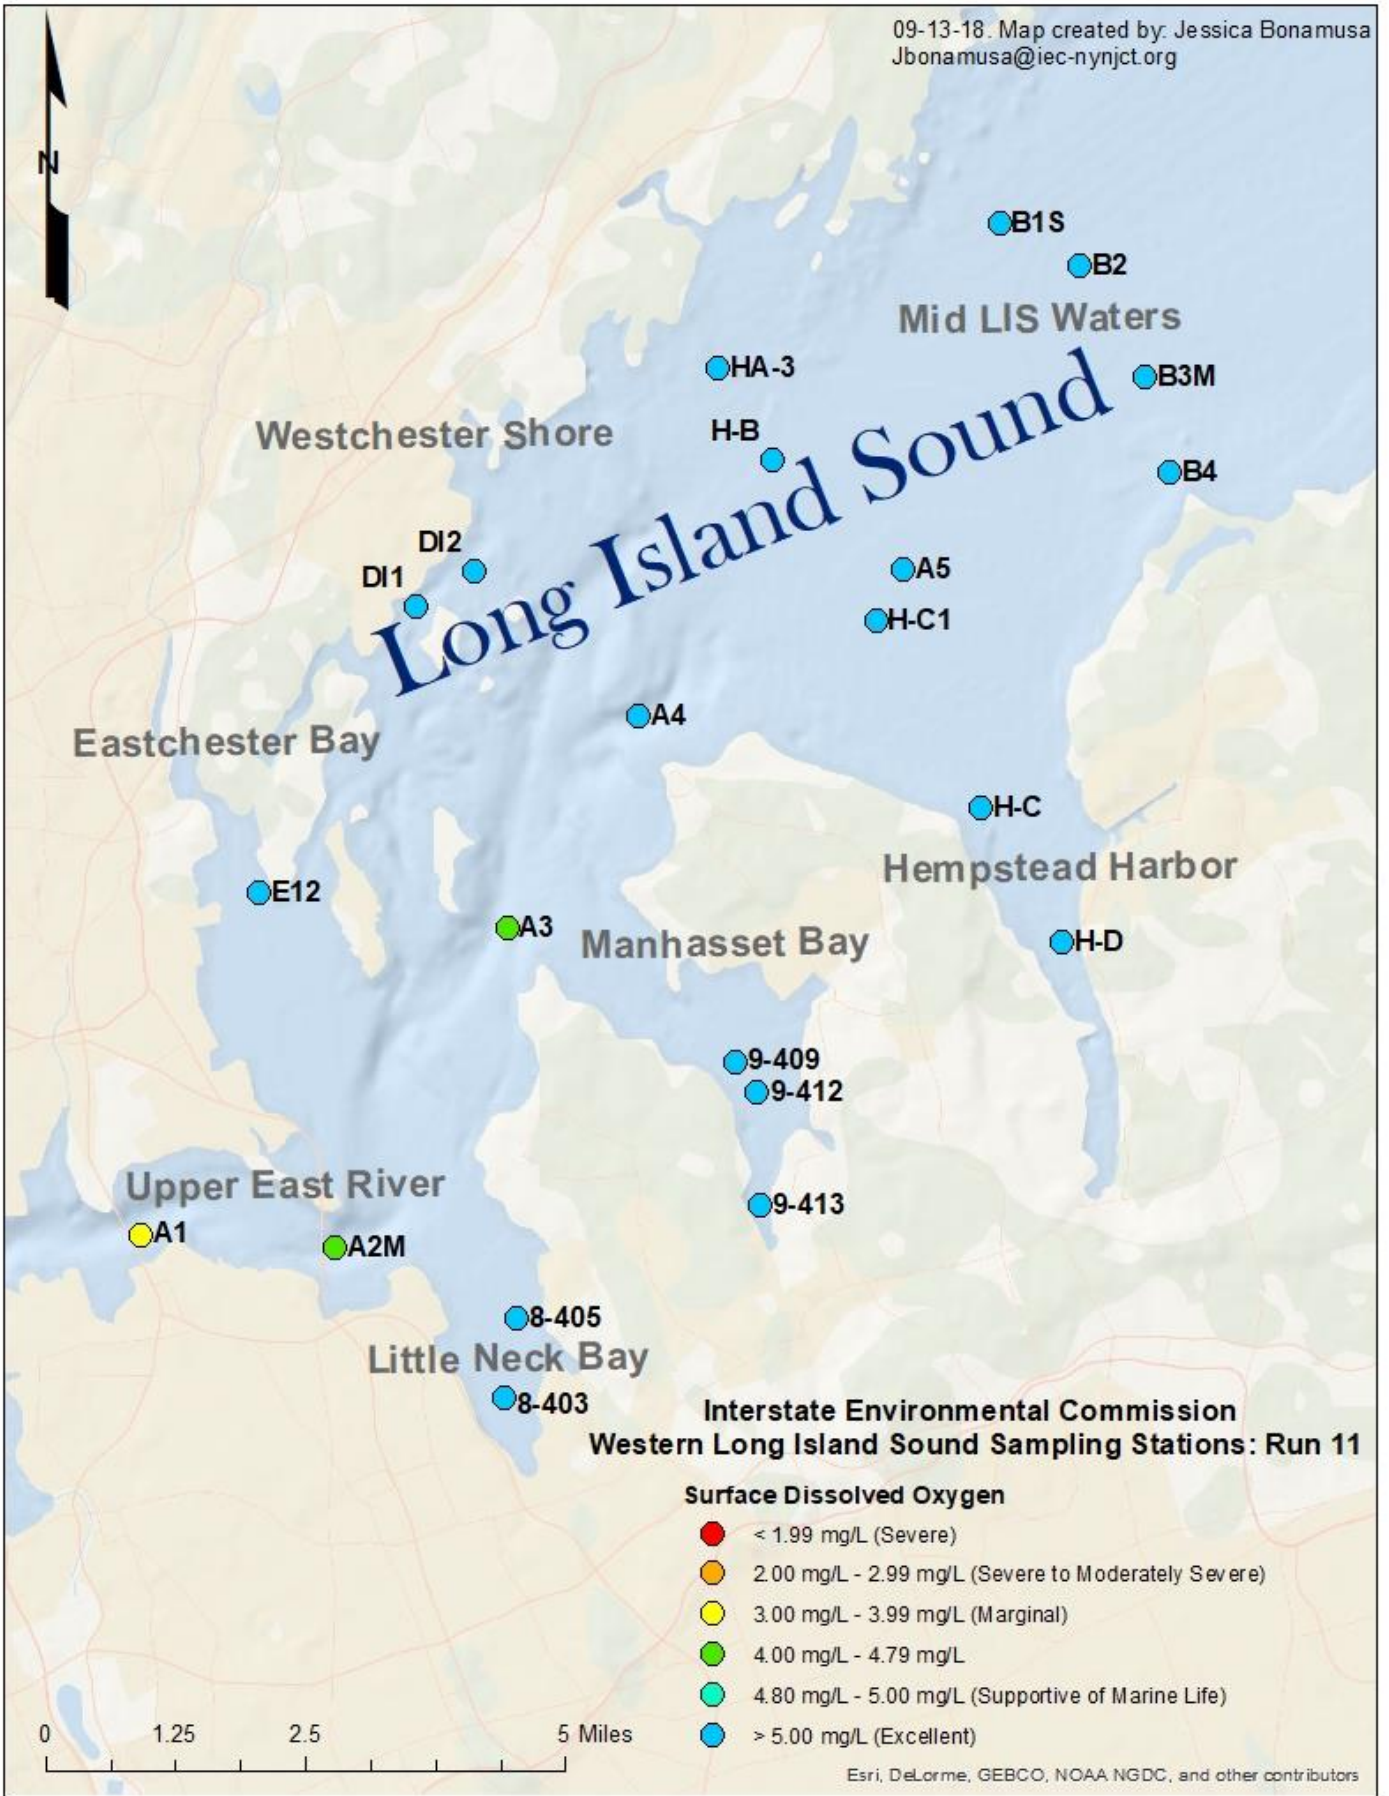 09-13-18. Map created by: Jessica Bonamusa
Jbonamusa@iec-nynjct.org
N
B1S
B2
Mid LIS Waters
HA-3
B3M
Westchester Shore
H-B
B4
Long Island Sound
DI2
A5
DI1
H-C1
A4
Eastchester Bay
H-C
Hempstead Harbor
E12
A3
Manhasset Bay
H-D
9-409
9-412
Upper East River
9-413
A1
A2M
8-405
Little Neck Bay
8-403
Interstate Environmental Commission
Western Long Island Sound Sampling Stations: Run 11
Surface Dissolved Oxygen
< 1.99 mg/L (Severe)
2.00 mg/L - 2.99 mg/L (Severe to Moderately Severe)
3.00 mg/L - 3.99 mg/L (Marginal)
4.00 mg/L - 4.79 mg/L
4.80 mg/L - 5.00 mg/L (Supportive of Marine Life)
> 5.00 mg/L (Excellent)
0 1.25 2.5 5 Miles
Esri, DeLorme, GEBCO, NOAA NGDC, and other contributors